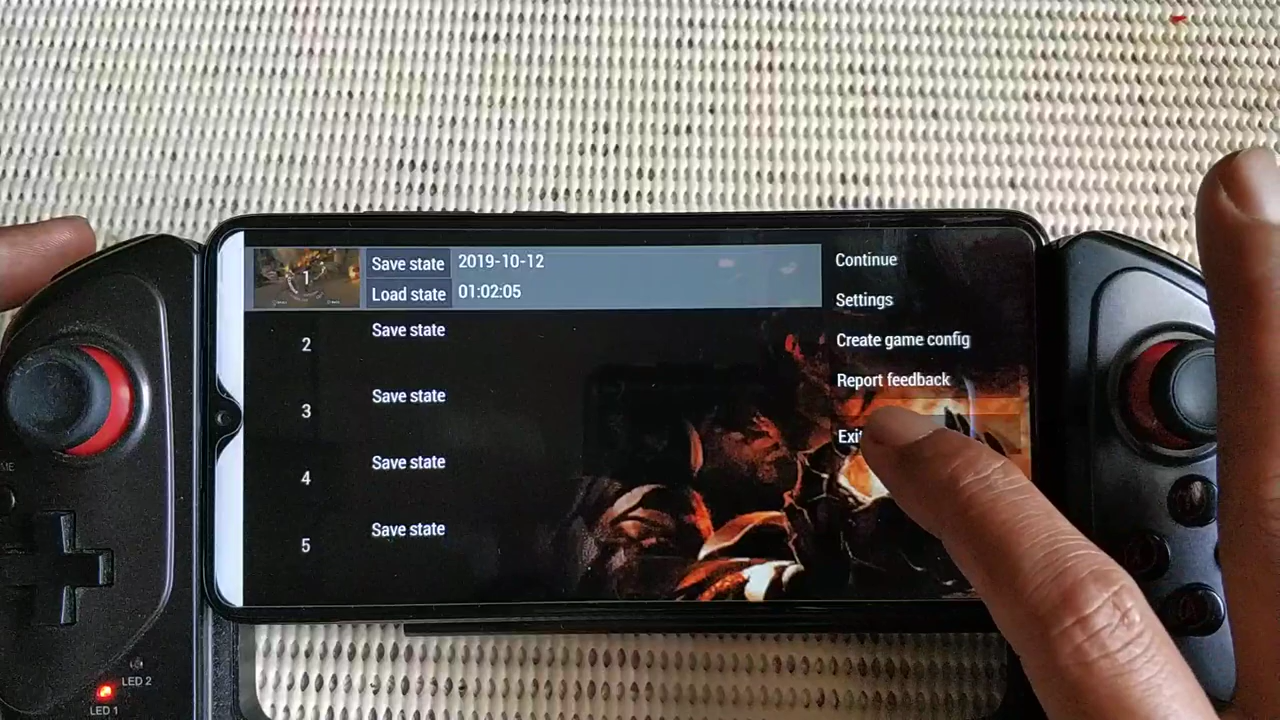 1
Save state
2019-10-12
Load state
01:02:05
2
Save state
3
Save state
4
Save state
5
Save state
Continue
Settings
Create game config
Report feedback
Exit
LED 2
LED 1